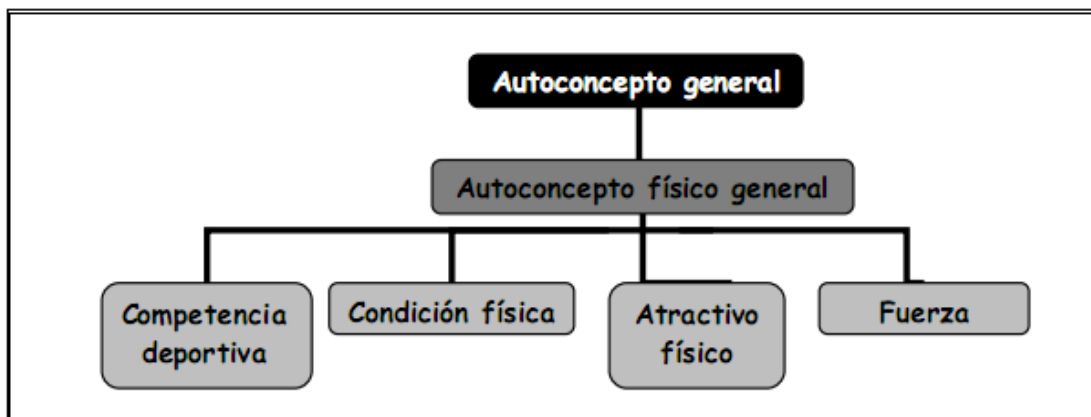 Autoconcepto general
Autoconcepto físico general
Competencia
deportiva
Condición física
Atractivo
físico
Fuerza